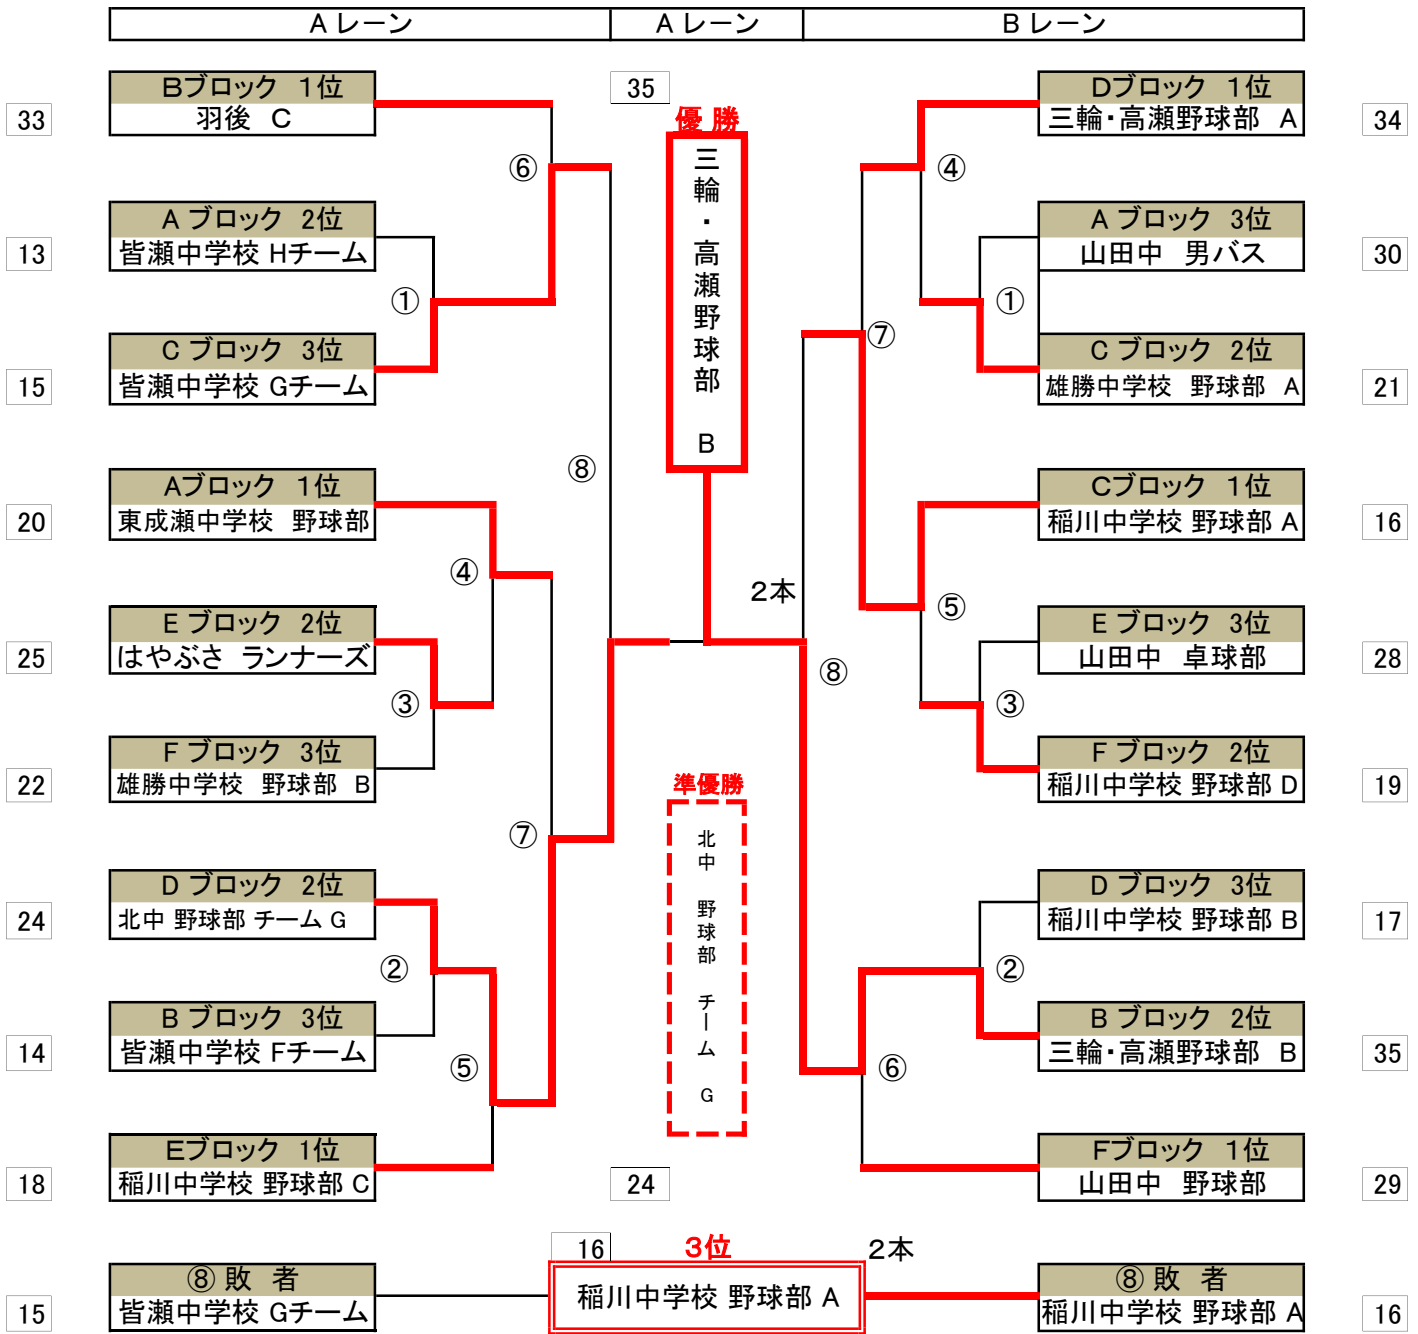 A レーン
A レーン
B レーン
33
Bブロック 1位
羽後 C
⑥
13
A ブロック 2位
皆瀬中学校 Hチーム
①
15
C ブロック 3位
皆瀬中学校 Gチーム
⑧
20
Aブロック 1位
東成瀬中学校 野球部
④
25
E ブロック 2位
はやぶさ ランナーズ
③
22
F ブロック 3位
雄勝中学校 野球部 B
⑦
24
D ブロック 2位
北中 野球部 チーム G
②
14
B ブロック 3位
皆瀬中学校 Fチーム
⑤
18
Eブロック 1位
稲川中学校 野球部 C
35
優 勝
三輪・高瀬野球部 B
2本
準優勝
北中 野球部 チーム G
24
Dブロック 1位
三輪・高瀬野球部 A
34
④
A ブロック 3位
山田中 男バス
30
①
⑦
C ブロック 2位
雄勝中学校 野球部 A
21
Cブロック 1位
稲川中学校 野球部 A
16
⑤
E ブロック 3位
山田中 卓球部
28
⑧
③
F ブロック 2位
稲川中学校 野球部 D
19
D ブロック 3位
稲川中学校 野球部 B
17
②
B ブロック 2位
三輪・高瀬野球部 B
35
⑥
Fブロック 1位
山田中 野球部
29
16
3位
2本
15
⑧ 敗 者
皆瀬中学校 Gチーム
稲川中学校 野球部 A
⑧ 敗 者
稲川中学校 野球部 A
16